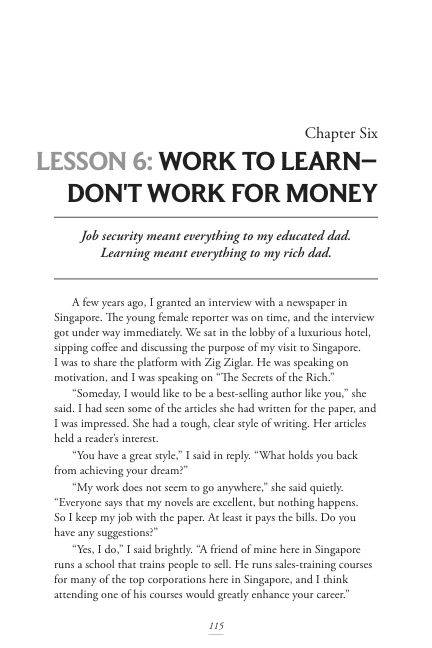 Chapter Six
LESSON 6: WORK TO LEARN–
DON'T WORK FOR MONEY
Job security meant everything to my educated dad.
Learning meant everything to my rich dad.
A few years ago, I granted an interview with a newspaper in
Singapore. The young female reporter was on time, and the interview
got under way immediately. We sat in the lobby of a luxurious hotel,
sipping coffee and discussing the purpose of my visit to Singapore.
I was to share the platform with Zig Ziglar. He was speaking on
motivation, and I was speaking on “The Secrets of the Rich.”
“Someday, I would like to be a best-selling author like you,” she
said. I had seen some of the articles she had written for the paper, and
I was impressed. She had a tough, clear style of writing. Her articles
held a reader’s interest.
“You have a great style,” I said in reply. “What holds you back
from achieving your dream?”
“My work does not seem to go anywhere,” she said quietly.
“Everyone says that my novels are excellent, but nothing happens.
So I keep my job with the paper. At least it pays the bills. Do you
have any suggestions?”
“Yes, I do,” I said brightly. “A friend of mine here in Singapore
runs a school that trains people to sell. He runs sales-training courses
for many of the top corporations here in Singapore, and I think
attending one of his courses would greatly enhance your career.”
115